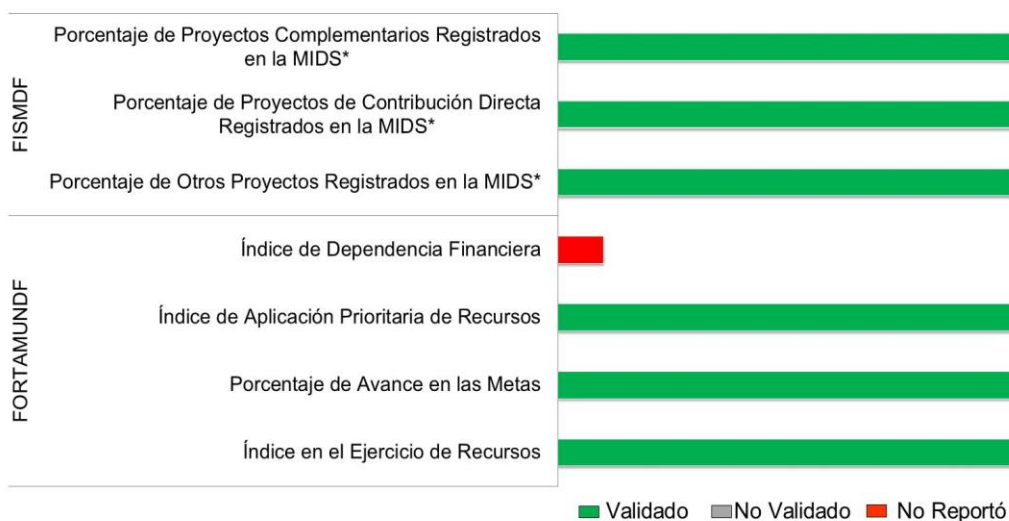 FISMDF
Porcentaje de Proyectos Complementarios Registrados
en la MIDS*
Porcentaje de Proyectos de Contribución Directa
Registrados en la MIDS*
Porcentaje de Otros Proyectos Registrados en la MIDS*
FORTAMUNDF
Índice de Dependencia Financiera
Índice de Aplicación Prioritaria de Recursos
Porcentaje de Avance en las Metas
Índice en el Ejercicio de Recursos
Validado No Validado No Reportó